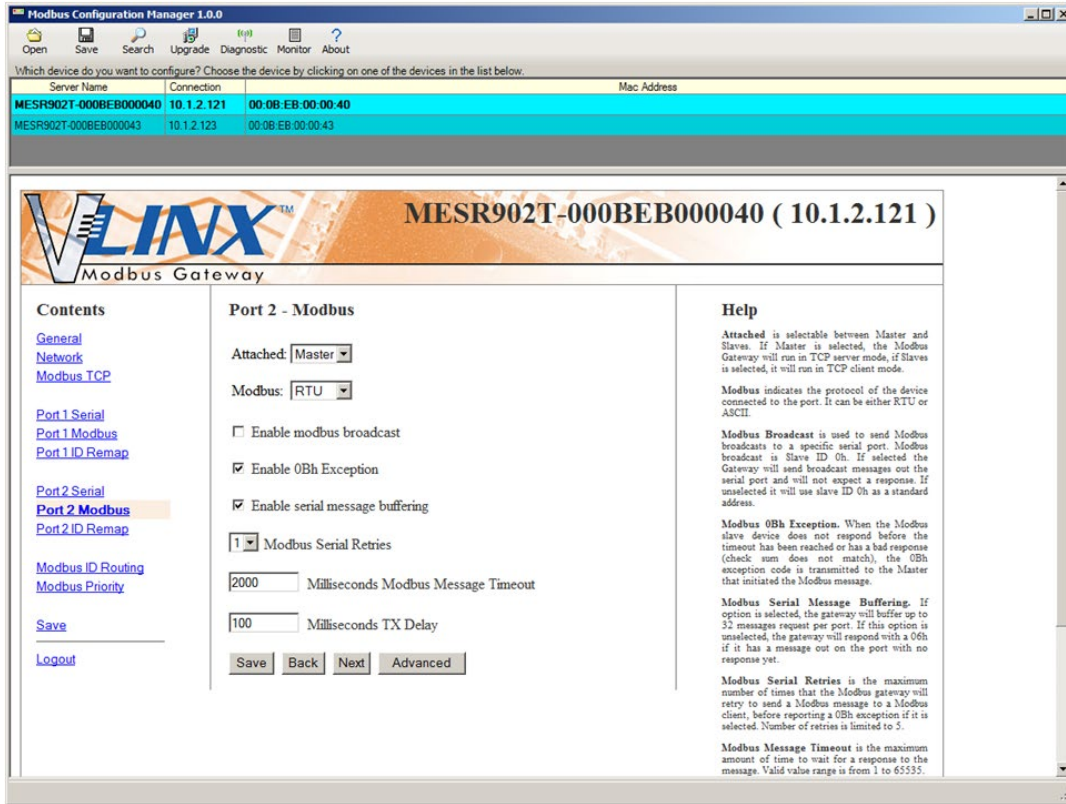 Modbus Configuration Manager 1.0.0
Open Save Search Upgrade Diagnostic Monitor About
Which device do you want to configure? Choose the device by clicking on one of the devices in the list below.
Server Name Connection Mac Address
MESR902T-000BEB000040 10.1.2.121 00:0B:EB:00:00:40
MESR902T-000BEB000043 10.1.2.123 00:0B:EB:00:00:43
VLINX TM
Modbus Gateway
MESR902T-000BEB000040 ( 10.1.2.121 )
Contents
General
Network
Modbus TCP
Port 1 Serial
Port 1 Modbus
Port 1 ID Remap
Port 2 Serial
Port 2 Modbus
Port 2 ID Remap
Modbus ID Routing
Modbus Priority
Save
Logout
Port 2 - Modbus
Attached: Master
Modbus: RTU
Enable modbus broadcast
Enable 0Bh Exception
Enable serial message buffering
1 Modbus Serial Retries
2000 Milliseconds Modbus Message Timeout
100 Milliseconds TX Delay
Save Back Next Advanced
Help
Attached is selectable between Master and
Slaves. If Master is selected, the Modbus
Gateway will run in TCP server mode, if Slaves
is selected, it will run in TCP client mode.
Modbus indicates the protocol of the device
connected to the port. It can be either RTU or
ASCII.
Modbus Broadcast is used to send Modbus
broadcasts to a specific serial port. Modbus
broadcast is Slave ID 0h. If selected the
Gateway will send broadcast messages out the
serial port and will not expect a response. If
unselected it will use slave ID 0h as a standard
address.
Modbus 0Bh Exception. When the Modbus
slave device does not respond before the
timeout has been reached or has a bad response
(check sum does not match), the 0Bh
exception code is transmitted to the Master
that initiated the Modbus message.
Modbus Serial Message Buffering. If
option is selected, the gateway will buffer up to
32 messages request per port. If this option is
unselected, the gateway will respond with a 06h
if it has a message out on the port with no
response yet.
Modbus Serial Retries is the maximum
number of times that the Modbus gateway will
retry to send a Modbus message to a Modbus
client, before reporting a 0Bh exception if it is
selected. Number of retries is limited to 5.
Modbus Message Timeout is the maximum
amount of time to wait for a response to the
message. Valid value range is from 1 to 65535.